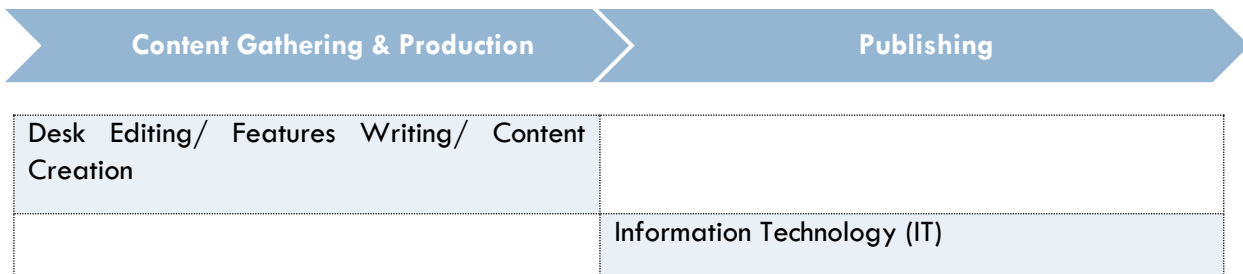 Content Gathering & Production
Publishing
Desk Editing/ Features Writing/ Content
Creation
Information Technology (IT)